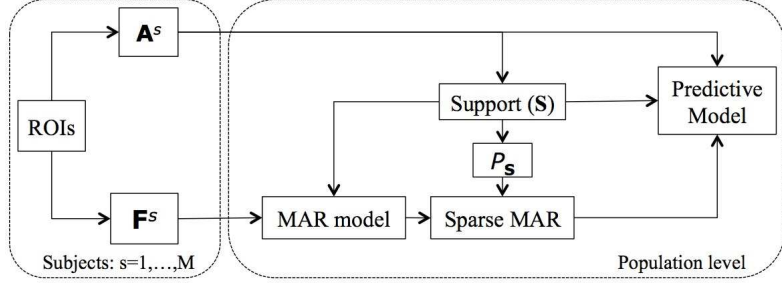 A^s
ROIs
F^s
Subjects: s=1,…,M
Support (S)
P_S
MAR model
Sparse MAR
Predictive
Model
Population level